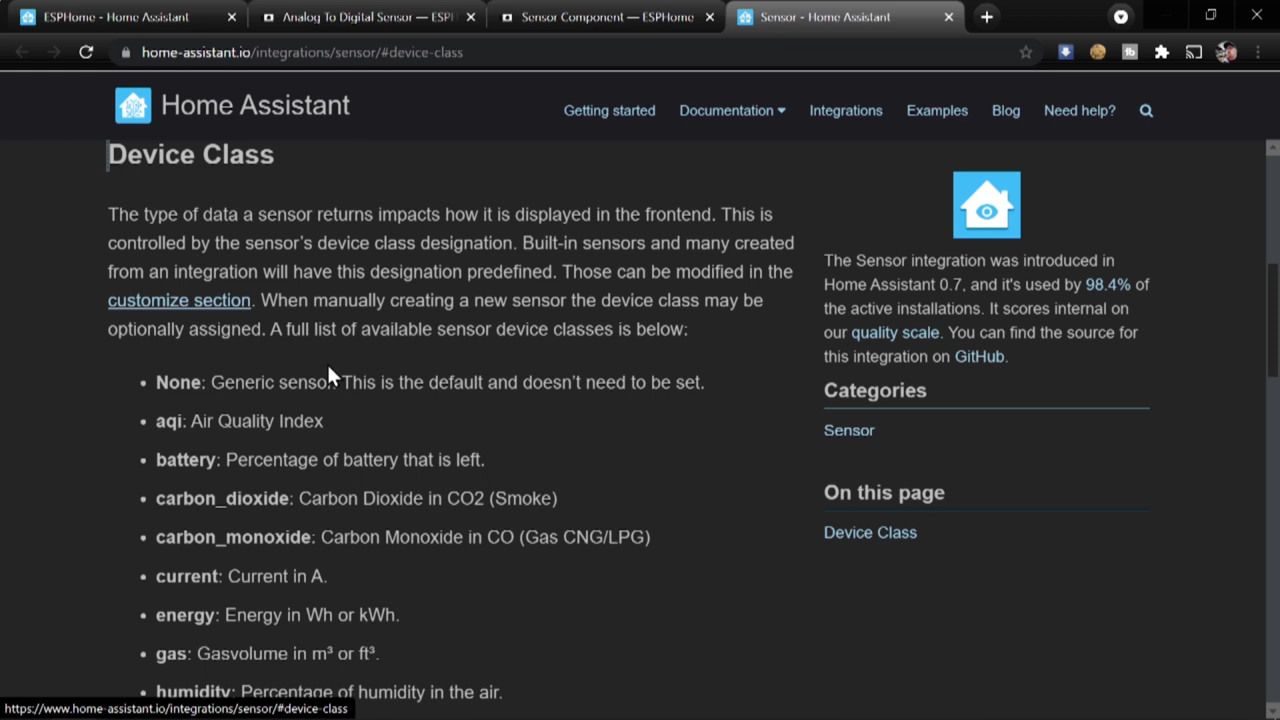 ESPHome - Home Assistant
Analog To Digital Sensor — ESPH
Sensor Component — ESPHome
Sensor - Home Assistant
home-assistant.io/integrations/sensor/#device-class
Home Assistant
Getting started
Documentation
Integrations
Examples
Blog
Need help?
Device Class
The type of data a sensor returns impacts how it is displayed in the frontend. This is
controlled by the sensor's device class designation. Built-in sensors and many created
from an integration will have this designation predefined. Those can be modified in the
customize section. When manually creating a new sensor the device class may be
optionally assigned. A full list of available sensor device classes is below:
• None: Generic sensor. This is the default and doesn't need to be set.
• aqi: Air Quality Index
• battery: Percentage of battery that is left.
• carbon_dioxide: Carbon Dioxide in CO2 (Smoke)
• carbon_monoxide: Carbon Monoxide in CO (Gas CNG/LPG)
• current: Current in A.
• energy: Energy in Wh or kWh.
• gas: Gasvolume in m³ or ft³.
• humidity: Percentage of humidity in the air.
The Sensor integration was introduced in
Home Assistant 0.7, and it's used by 98.4% of
the active installations. It scores internal on
our quality scale. You can find the source for
this integration on GitHub.
Categories
Sensor
On this page
Device Class
https://www.home-assistant.io/integrations/sensor/#device-class